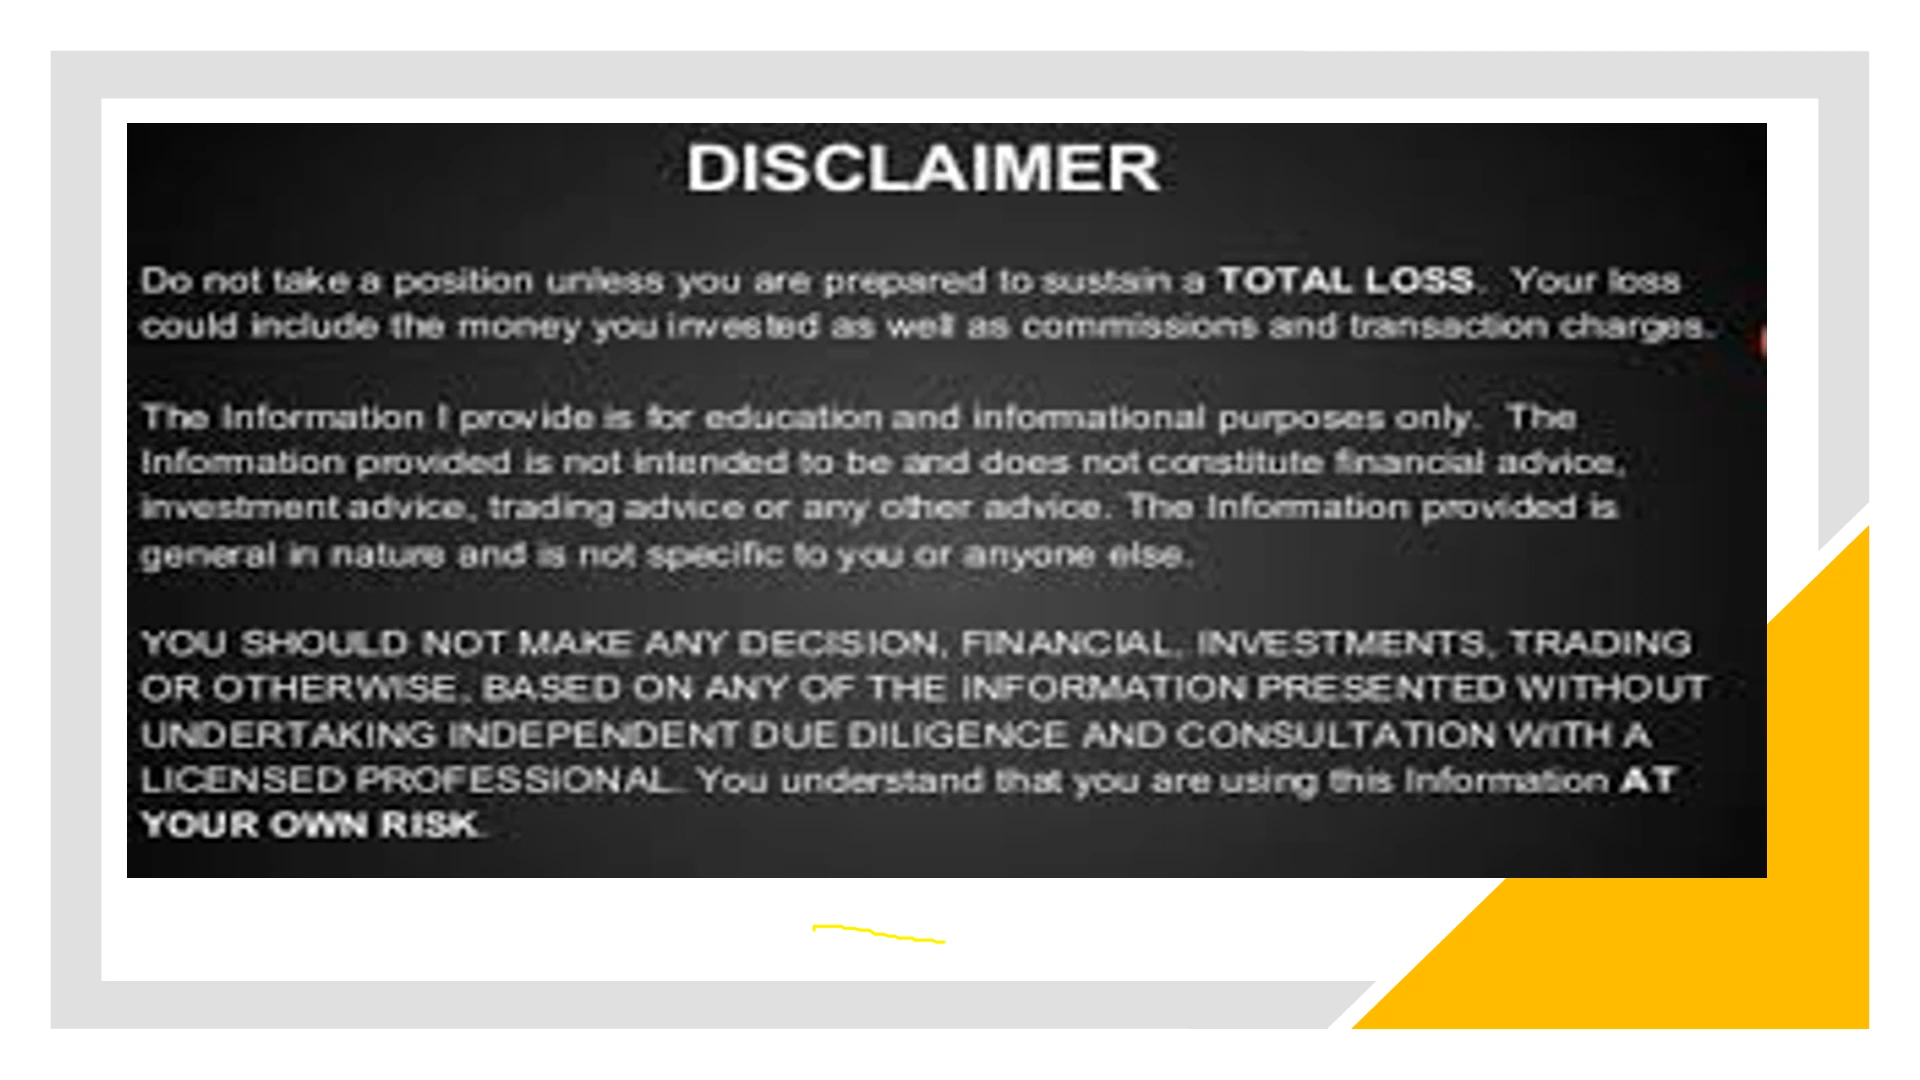 DISCLAIMER
Do not take a position unless you are prepared to sustain a TOTAL LOSS. Your loss
could include the money you invested as well as commissions and transaction charges.
The Information I provide is for education and informational purposes only. The
Information provided is not intended to be and does not constitute financial advice,
investment advice, trading advice or any other advice. The Information provided is
general in nature and is not specific to you or anyone else.
YOU SHOULD NOT MAKE ANY DECISION, FINANCIAL, INVESTMENTS, TRADING
OR OTHERWISE, BASED ON ANY OF THE INFORMATION PRESENTED WITHOUT
UNDERTAKING INDEPENDENT DUE DILIGENCE AND CONSULTATION WITH A
LICENSED PROFESSIONAL. You understand that you are using this Information AT
YOUR OWN RISK.